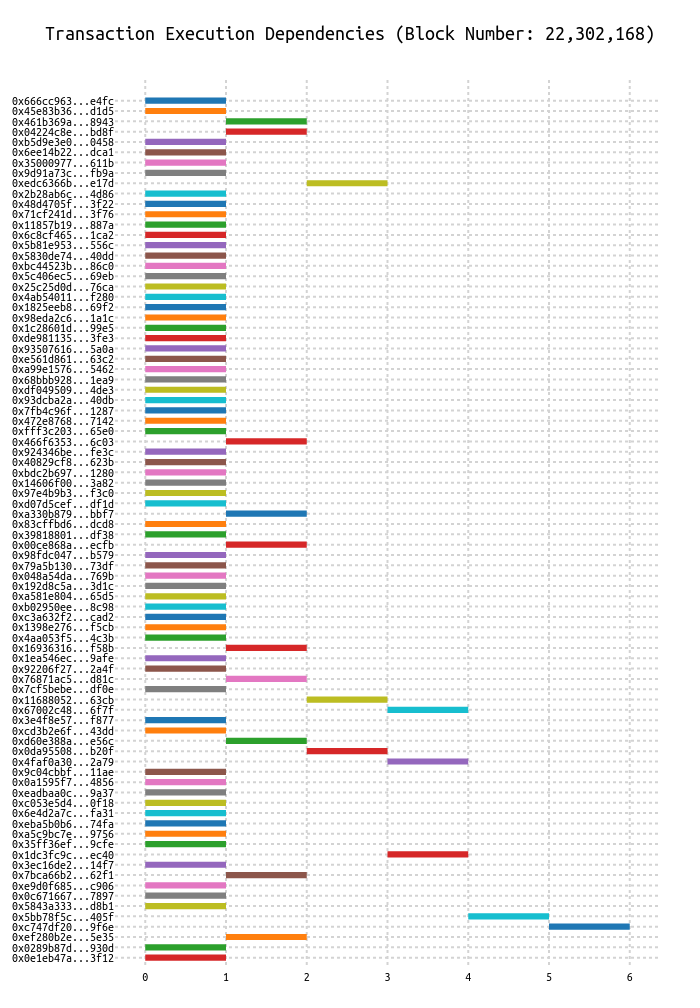 Transaction Execution Dependencies (Block Number: 22,302,168)
0x666cc963...e4fc
0x45e83b36...d1d5
0x461b369a...8943
0x04224c8e...bd8f
0xb5d9e3e0...0458
0x6ee14b22...dca1
0x35000977...611b
0x9d91a73c...fb9a
0xedc6366b...e17d
0x2b28ab6c...4d86
0x48d4705f...3f22
0x71cf241d...3f76
0x11857b19...887a
0x6c8cf465...1ca2
0x5b81e953...556c
0x5830de74...40dd
0xbc44523b...86c0
0x5c406ec5...69eb
0x25c25d0d...76ca
0x4ab54011...f280
0x1825eeb8...69f2
0x98eda2c6...1a1c
0x1c28601d...99e5
0xde981135...3fe3
0x93507616...5a0a
0xe561d861...63c2
0xa99e1576...5462
0x68bbb928...1ea9
0xdf049509...4de3
0x93dcba2a...40db
0x7fb4c96f...1287
0x472e8768...7142
0xfff3c203...65e0
0x466f6353...6c03
0x924346be...fe3c
0x40829cf8...623b
0xbdc2b697...1280
0x14606f00...3a82
0x97e4b9b3...f3c0
0xd07d5cef...df1d
0xa330b879...bbf7
0x83cffbd6...dcd8
0x39818801...df38
0x00ce868a...ecfb
0x98fdc047...b579
0x79a5b130...73df
0x048a54da...769b
0x192d8c5a...3d1c
0xa581e804...65d5
0xb02950ee...8c98
0xc3a632f2...cad2
0x1398e276...f5cb
0x4aa053f5...4c3b
0x16936316...f58b
0x1ea546ec...9afe
0x92206f27...2a4f
0x76871ac5...d81c
0x7cf5bebe...df0e
0x11688052...63cb
0x67002c48...6f7f
0x3e4f8e57...f877
0xcd3b2e6f...43dd
0xd60e388a...e56c
0x0da95508...b20f
0x4faf0a30...2a79
0x9c04cbbf...11ae
0x0a1595f7...4856
0xeadbaa0c...9a37
0xc053e5d4...0f18
0x6e4d2a7c...fa31
0xeba5b0b6...74fa
0xa5c9bc7e...9756
0x35ff36ef...9cfe
0x1dc3fc9c...ec40
0x3ec16de2...14f7
0x7bca66b2...62f1
0xe9d0f685...c906
0x0c671667...7897
0x5843a333...d8b1
0x5bb78f5c...405f
0xc747df20...9f6e
0xef280b2e...5e35
0x0289b87d...930d
0x0e1eb47a...3f12
0 1 2 3 4 5 6